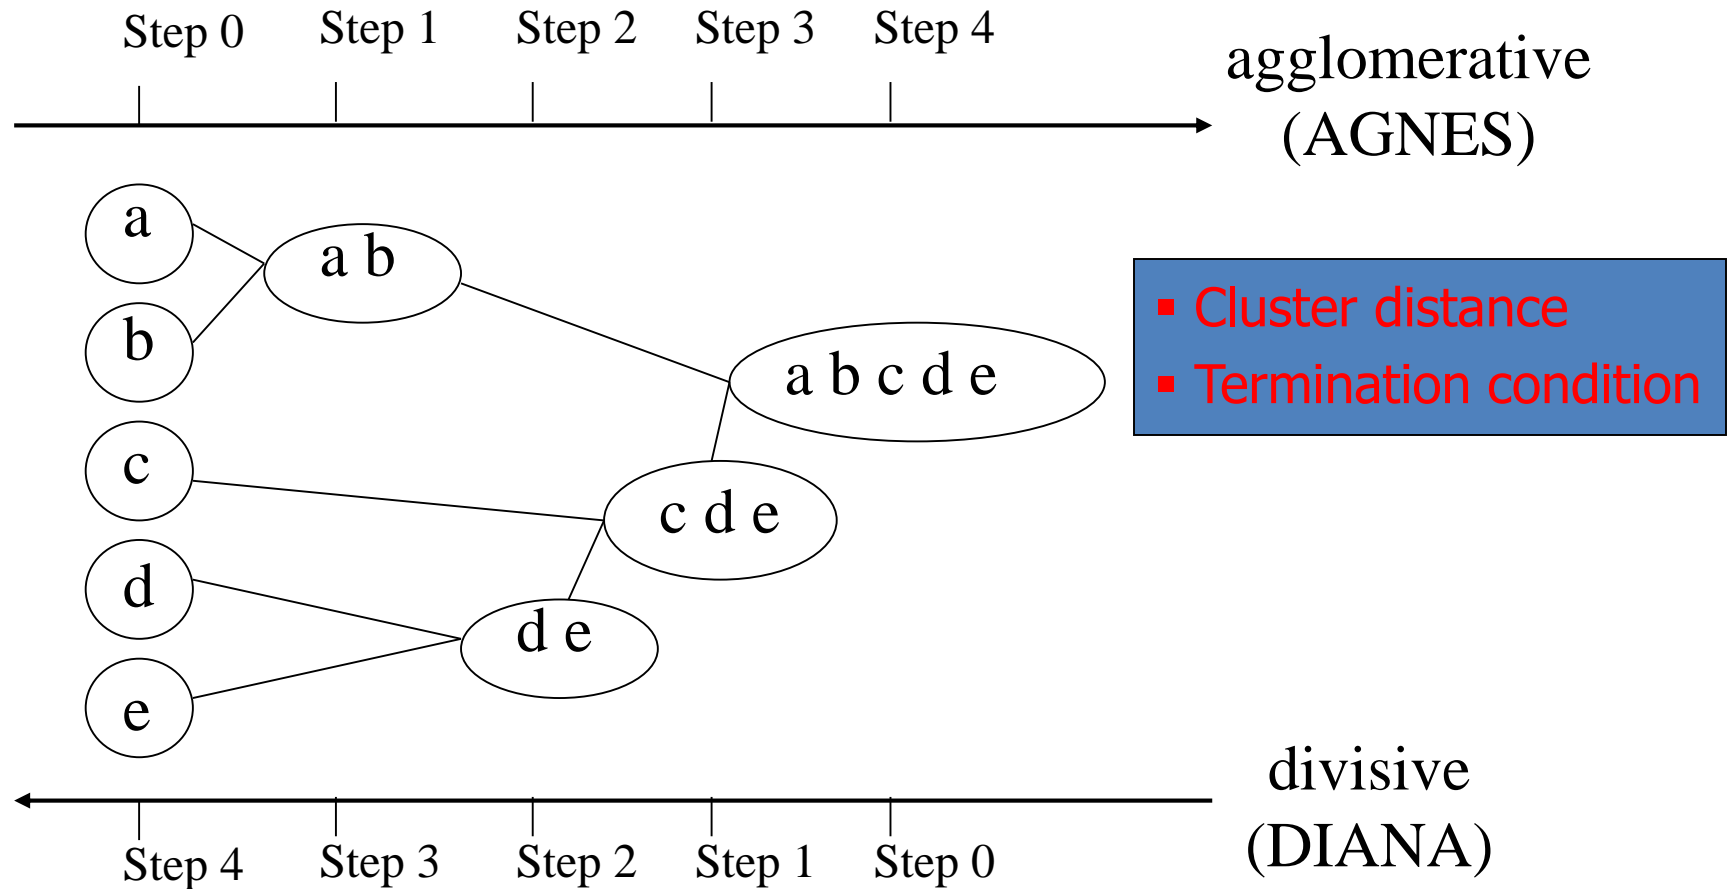 Step 0 Step 1 Step 2 Step 3 Step 4
agglomerative
(AGNES)
a
a b
b
▪ Cluster distance
a b c d e
▪ Termination condition
c
c d e
d
d e
e
divisive
(DIANA)
Step 4 Step 3 Step 2 Step 1 Step 0